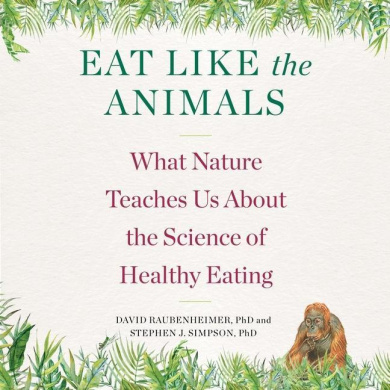 EAT LIKE the
ANIMALS
What Nature
Teaches Us About
the Science of
Healthy Eating
DAVID RAUBENHEIMER, PhD and
STEPHEN J. SIMPSON, PhD